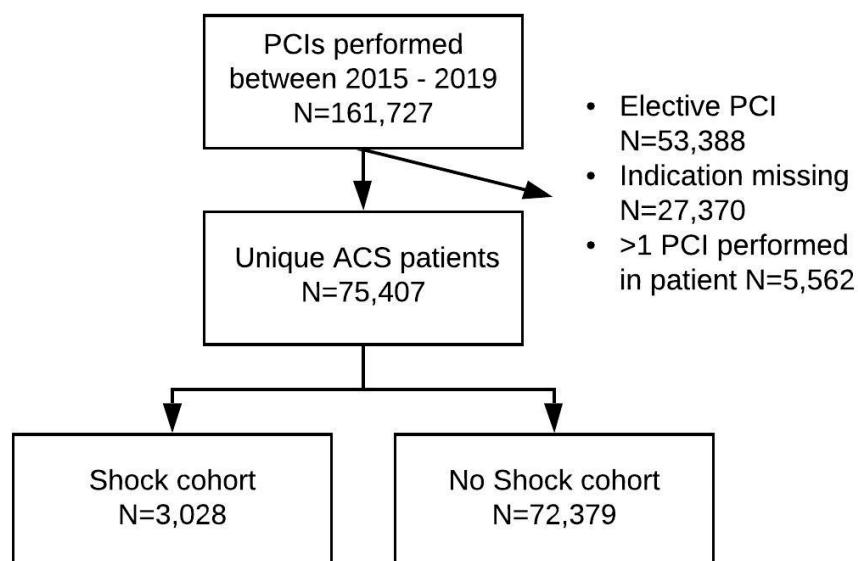 PCIs performed
between 2015 - 2019
N=161,727
• Elective PCI
N=53,388
• Indication missing
N=27,370
• >1 PCI performed
in patient N=5,562
Unique ACS patients
N=75,407
Shock cohort
N=3,028
No Shock cohort
N=72,379